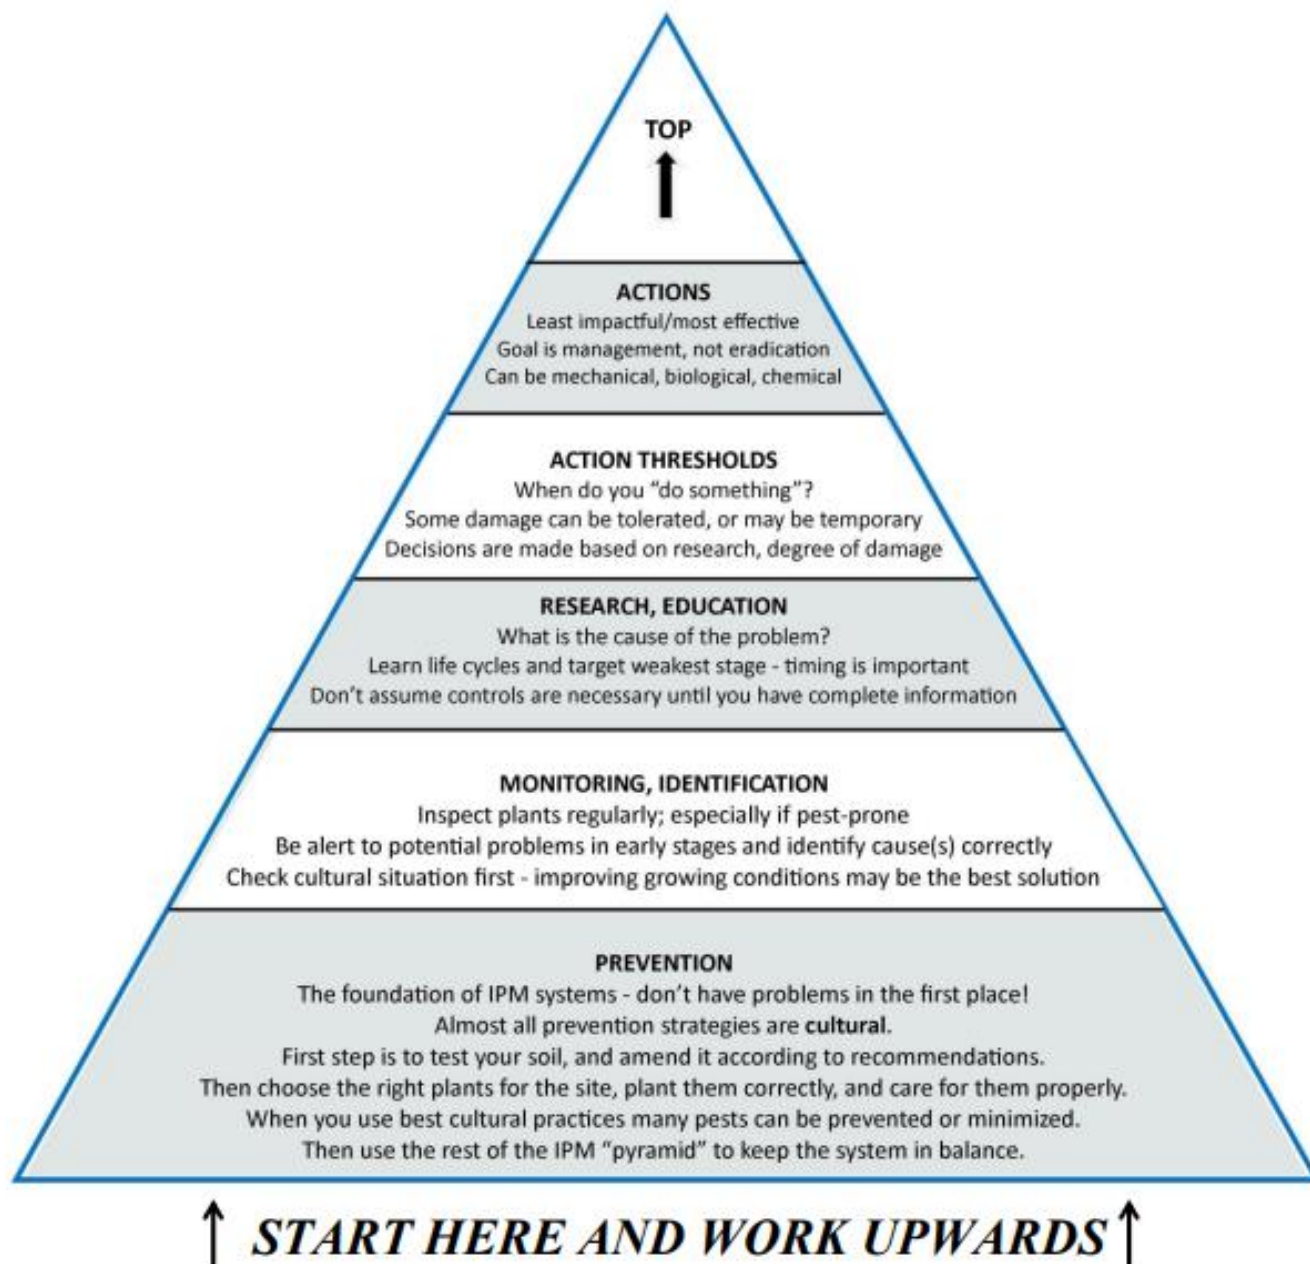 TOP
ACTIONS
Least impactful/most effective
Goal is management, not eradication
Can be mechanical, biological, chemical
ACTION THRESHOLDS
When do you “do something”?
Some damage can be tolerated, or may be temporary
Decisions are made based on research, degree of damage
RESEARCH, EDUCATION
What is the cause of the problem?
Learn life cycles and target weakest stage - timing is important
Don’t assume controls are necessary until you have complete information
MONITORING, IDENTIFICATION
Inspect plants regularly; especially if pest-prone
Be alert to potential problems in early stages and identify cause(s) correctly
Check cultural situation first - improving growing conditions may be the best solution
PREVENTION
The foundation of IPM systems - don’t have problems in the first place!
Almost all prevention strategies are cultural.
First step is to test your soil, and amend it according to recommendations.
Then choose the right plants for the site, plant them correctly, and care for them properly.
When you use best cultural practices many pests can be prevented or minimized.
Then use the rest of the IPM “pyramid” to keep the system in balance.
START HERE AND WORK UPWARDS